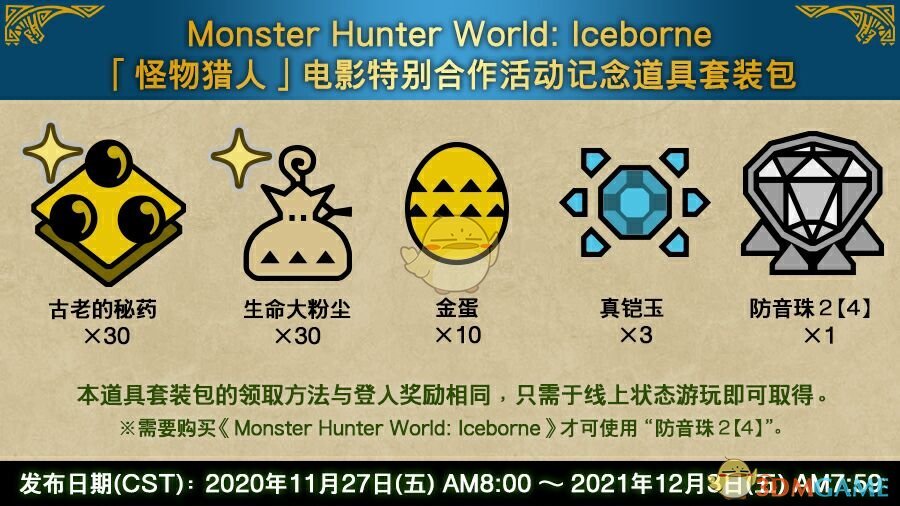 Monster Hunter World: Iceborne
「怪物猎人」电影特别合作活动记念道具套装包
古老的秘药
×30
生命大粉尘
×30
金蛋
×10
真铠玉
×3
防音珠2【4】
×1
本道具套装包的领取方法与登入奖励相同，只需于线上状态游玩即可取得。
※需要购买《Monster Hunter World: Iceborne》才可使用“防音珠2【4】”。
发布日期(CST)：2020年11月27日(五) AM8:00 ～ 2021年12月3日(五) AM7:59
3DMGAME